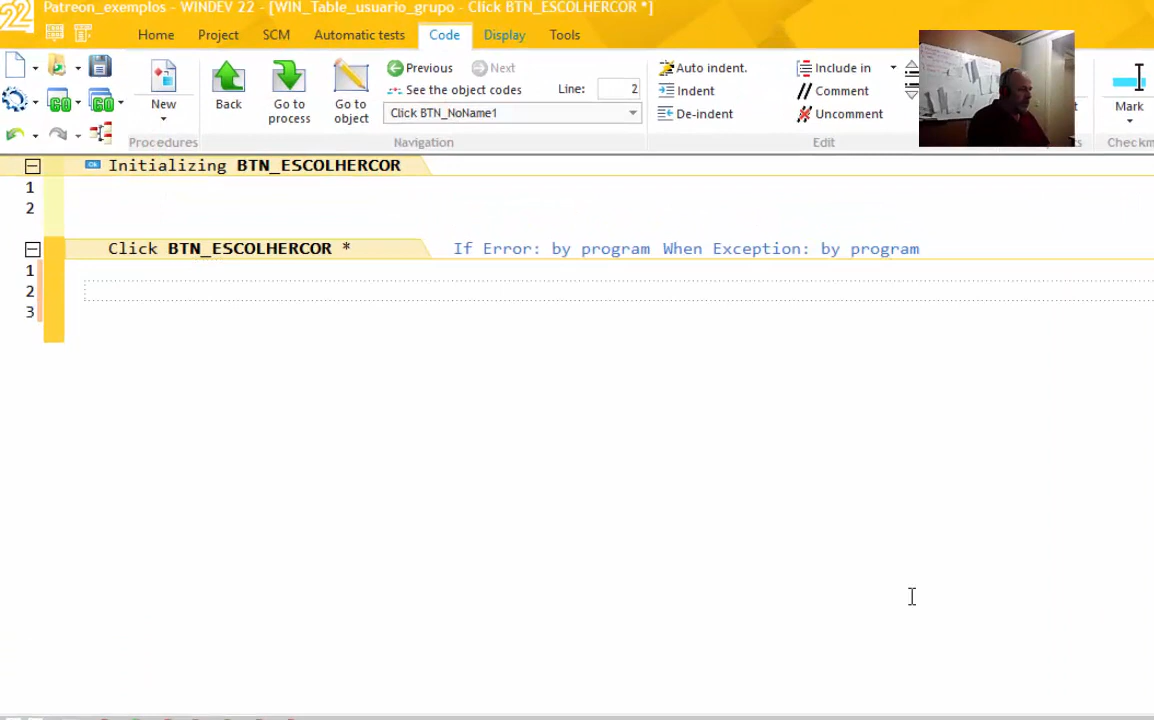 22
Patreon_exemplos - WINDEV 22 - [WIN_Table_usuario_grupo - Click BTN_ESCOLHERCOR *]
Home Project SCM Automatic tests Code Display Tools
GO GO
New
Procedures
Back
Go to process
Go to object
Previous Next
See the object codes Line: 2
Click BTN_NoName1
Navigation
Auto indent.
Indent
De-indent
Include in
// Comment
Uncomment
Edit
Mark
Initializing BTN_ESCOLHERCOR
1
2
Click BTN_ESCOLHERCOR * If Error: by program When Exception: by program
1
2
3